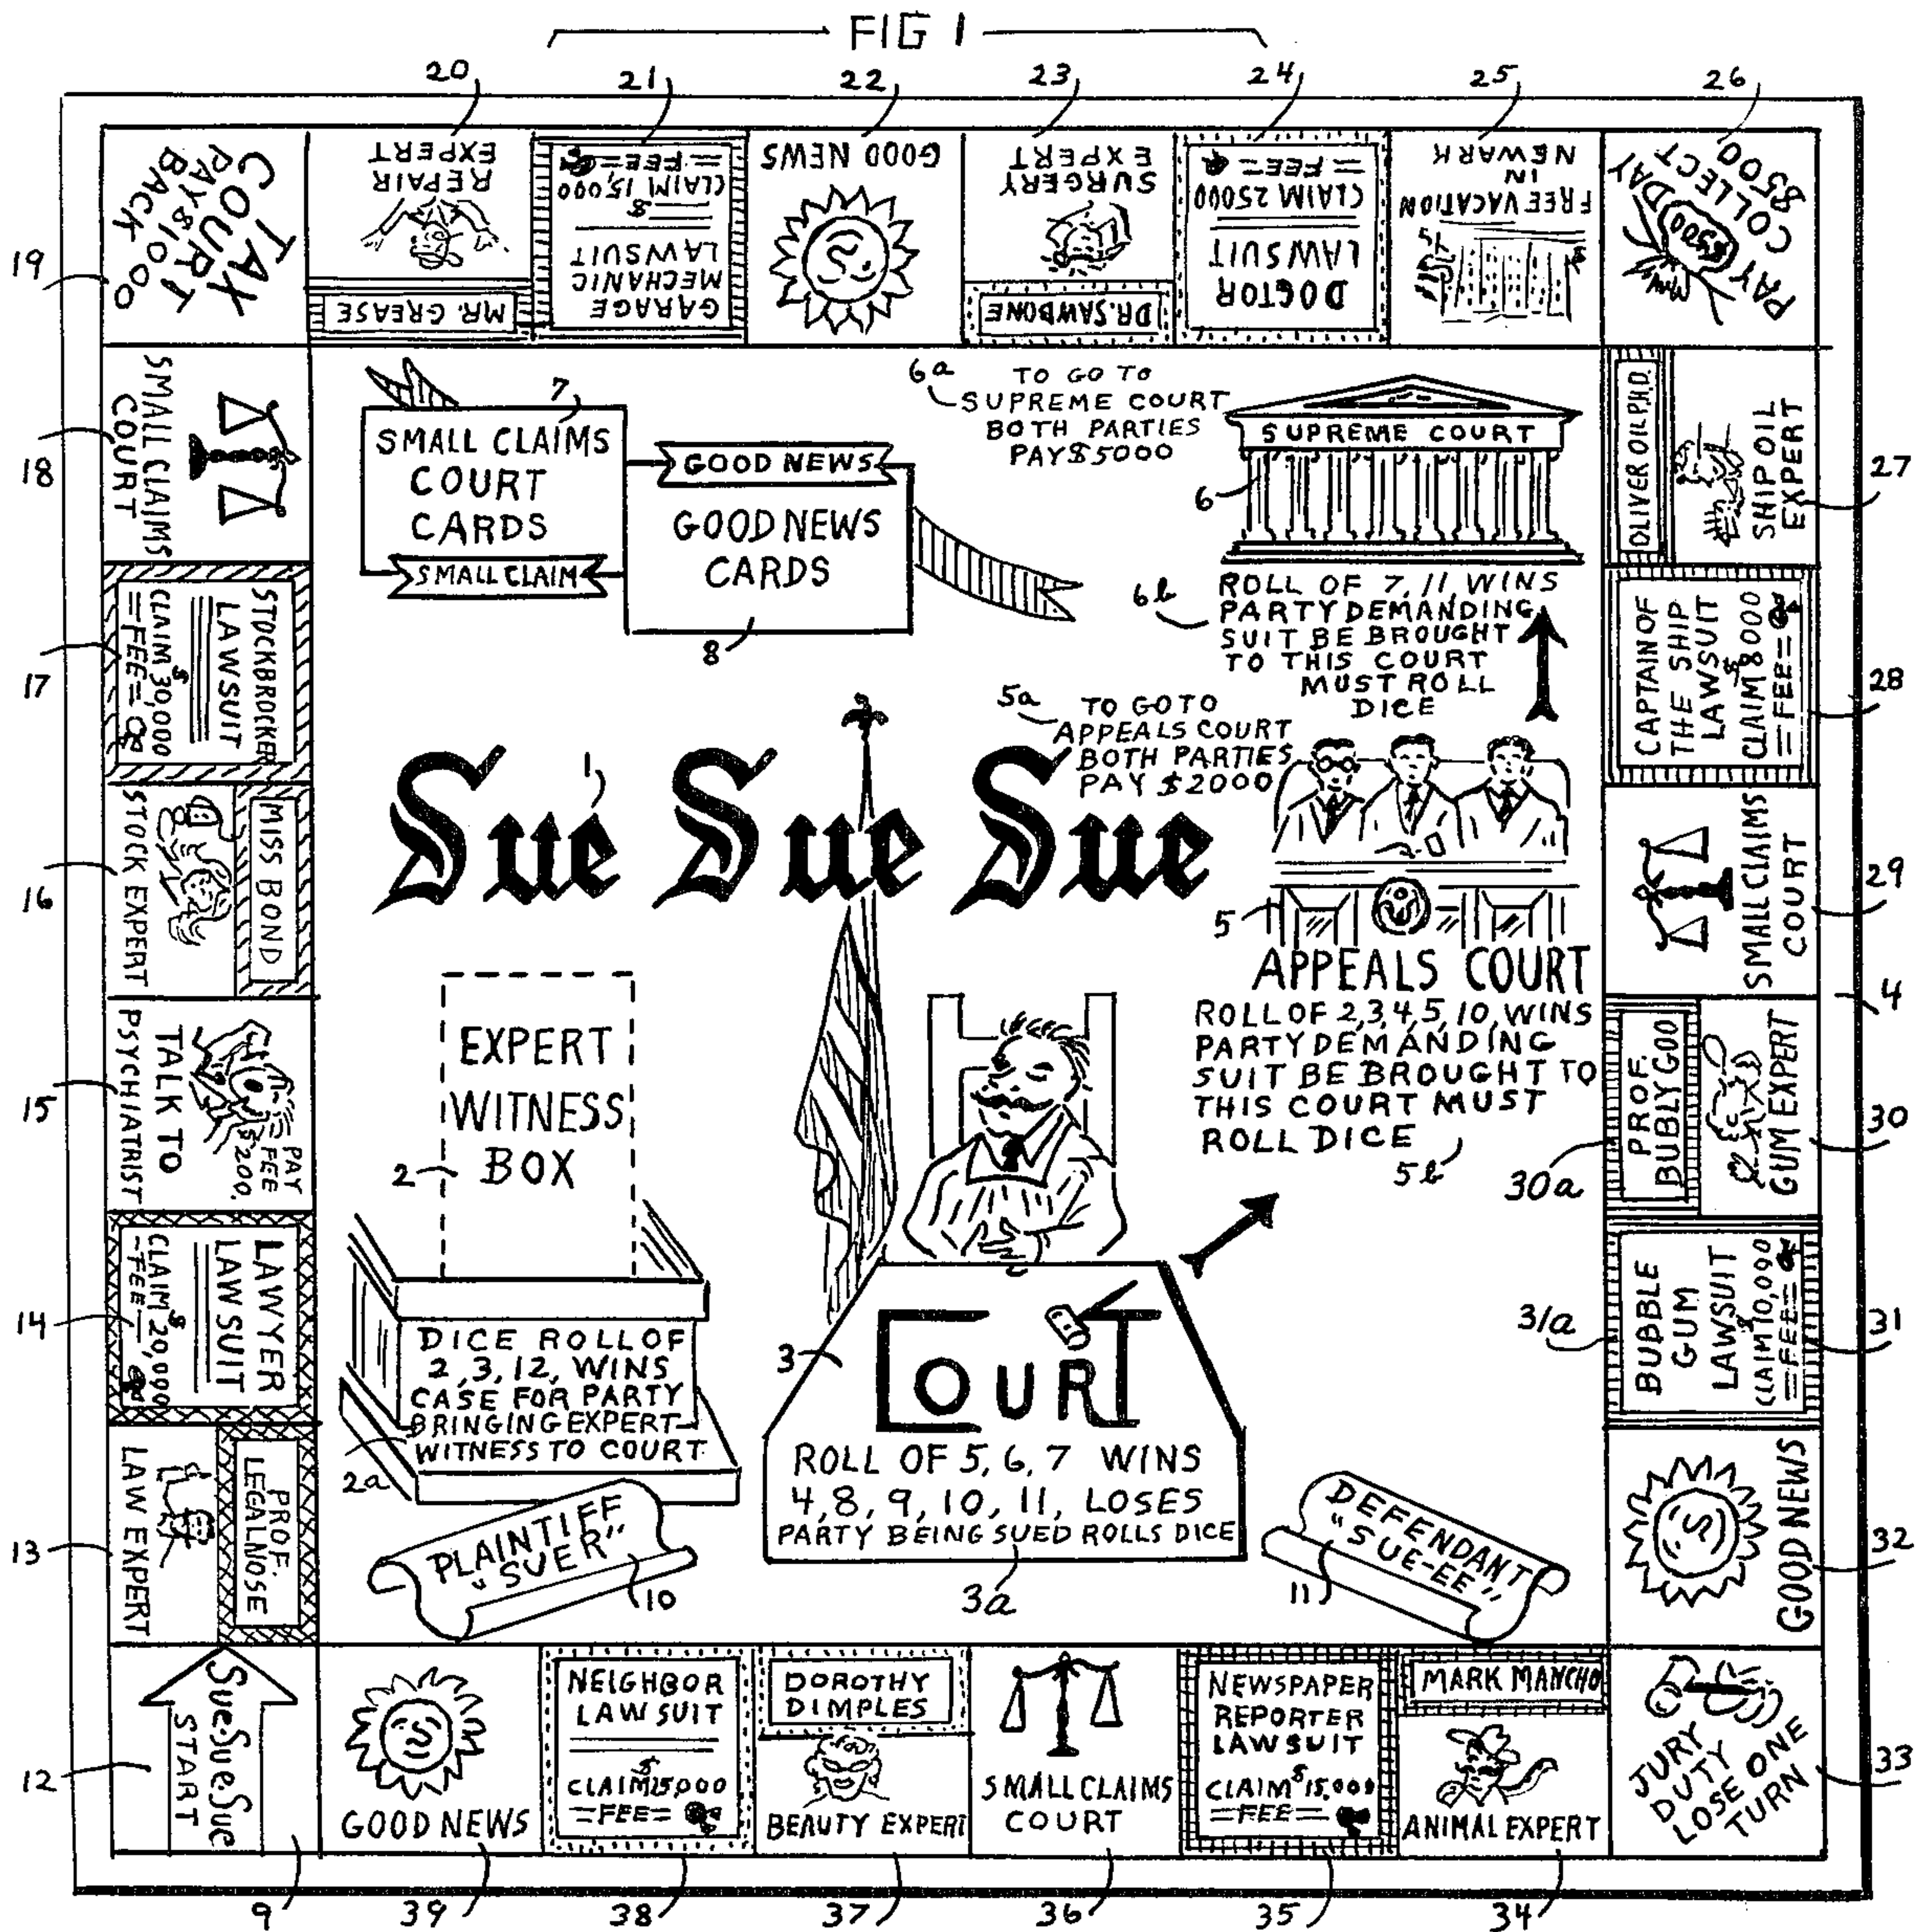 FIG 1
20
21
22
23
24
25
26
TAX
COURT
PAY $1000
BACK
19
REPAIR
EXPERT
MR. GREASE
GARAGE
MECHANIC
LAWSUIT
$
CLAIM 15,000
=FEE=
GOOD NEWS
SURGERY
EXPERT
DR. SAWBONE
DOCTOR
LAWSUIT
CLAIM 25000
=FEE=
FREE VACATION
IN
NEWARK
PAY DAY
$500
COLLECT
$500
SMALL CLAIMS
COURT
18
STOCKBROCKER
LAWSUIT
$
CLAIM 30,000
=FEE=
17
MISS BOND
STOCK EXPERT
16
TALK TO
PSYCHIATRIST
PAY
FEE
$200.
15
LAWYER
LAWSUIT
$
CLAIM 20,000
-FEE-
14
PROF.
LEGALNOSE
LAW EXPERT
13
7
SMALL CLAIMS
COURT
CARDS
SMALL CLAIM
GOOD NEWS
GOOD NEWS
CARDS
8
6a
TO GO TO
SUPREME COURT
BOTH PARTIES
PAY $5000
SUPREME COURT
6
6b
ROLL OF 7, 11, WINS
PARTY DEMANDING
SUIT BE BROUGHT
TO THIS COURT
MUST ROLL
DICE
5a
TO GO TO
APPEALS COURT
BOTH PARTIES
PAY $2000
1
Sue Sue Sue
5
APPEALS COURT
ROLL OF 2,3,4,5,10, WINS
PARTY DEMANDING
SUIT BE BROUGHT TO
THIS COURT MUST
ROLL DICE
5b
EXPERT
WITNESS
BOX
2
DICE ROLL OF
2,3,12, WINS
CASE FOR PARTY
BRINGING EXPERT
WITNESS TO COURT
2a
3
COURT
ROLL OF 5, 6, 7 WINS
4, 8, 9, 10, 11, LOSES
PARTY BEING SUED ROLLS DICE
3a
PLAINTIFF
"SUER"
10
DEFENDANT
"SUE-EE"
11
OLIVER OIL P.H.D.
SHIP OIL
EXPERT
27
CAPTAIN OF
THE SHIP
LAWSUIT
$
CLAIM 8000
=FEE=
28
SMALL CLAIMS
COURT
29
4
PROF.
BUBLY GOO
GUM EXPERT
30
30a
BUBBLE
GUM
LAWSUIT
$
CLAIM 10,000
=FEE=
31
31a
GOOD NEWS
32
Sue·Sue·Sue
START
12
9
GOOD NEWS
39
NEIGHBOR
LAW SUIT
$
CLAIM 15,000
=FEE=
38
DOROTHY
DIMPLES
BEAUTY EXPERT
37
SMALL CLAIMS
COURT
36
NEWSPAPER
REPORTER
LAWSUIT
CLAIM $15,000
=FEE=
35
MARK MANCHO
ANIMAL EXPERT
34
JURY
DUTY
LOSE ONE
TURN
33